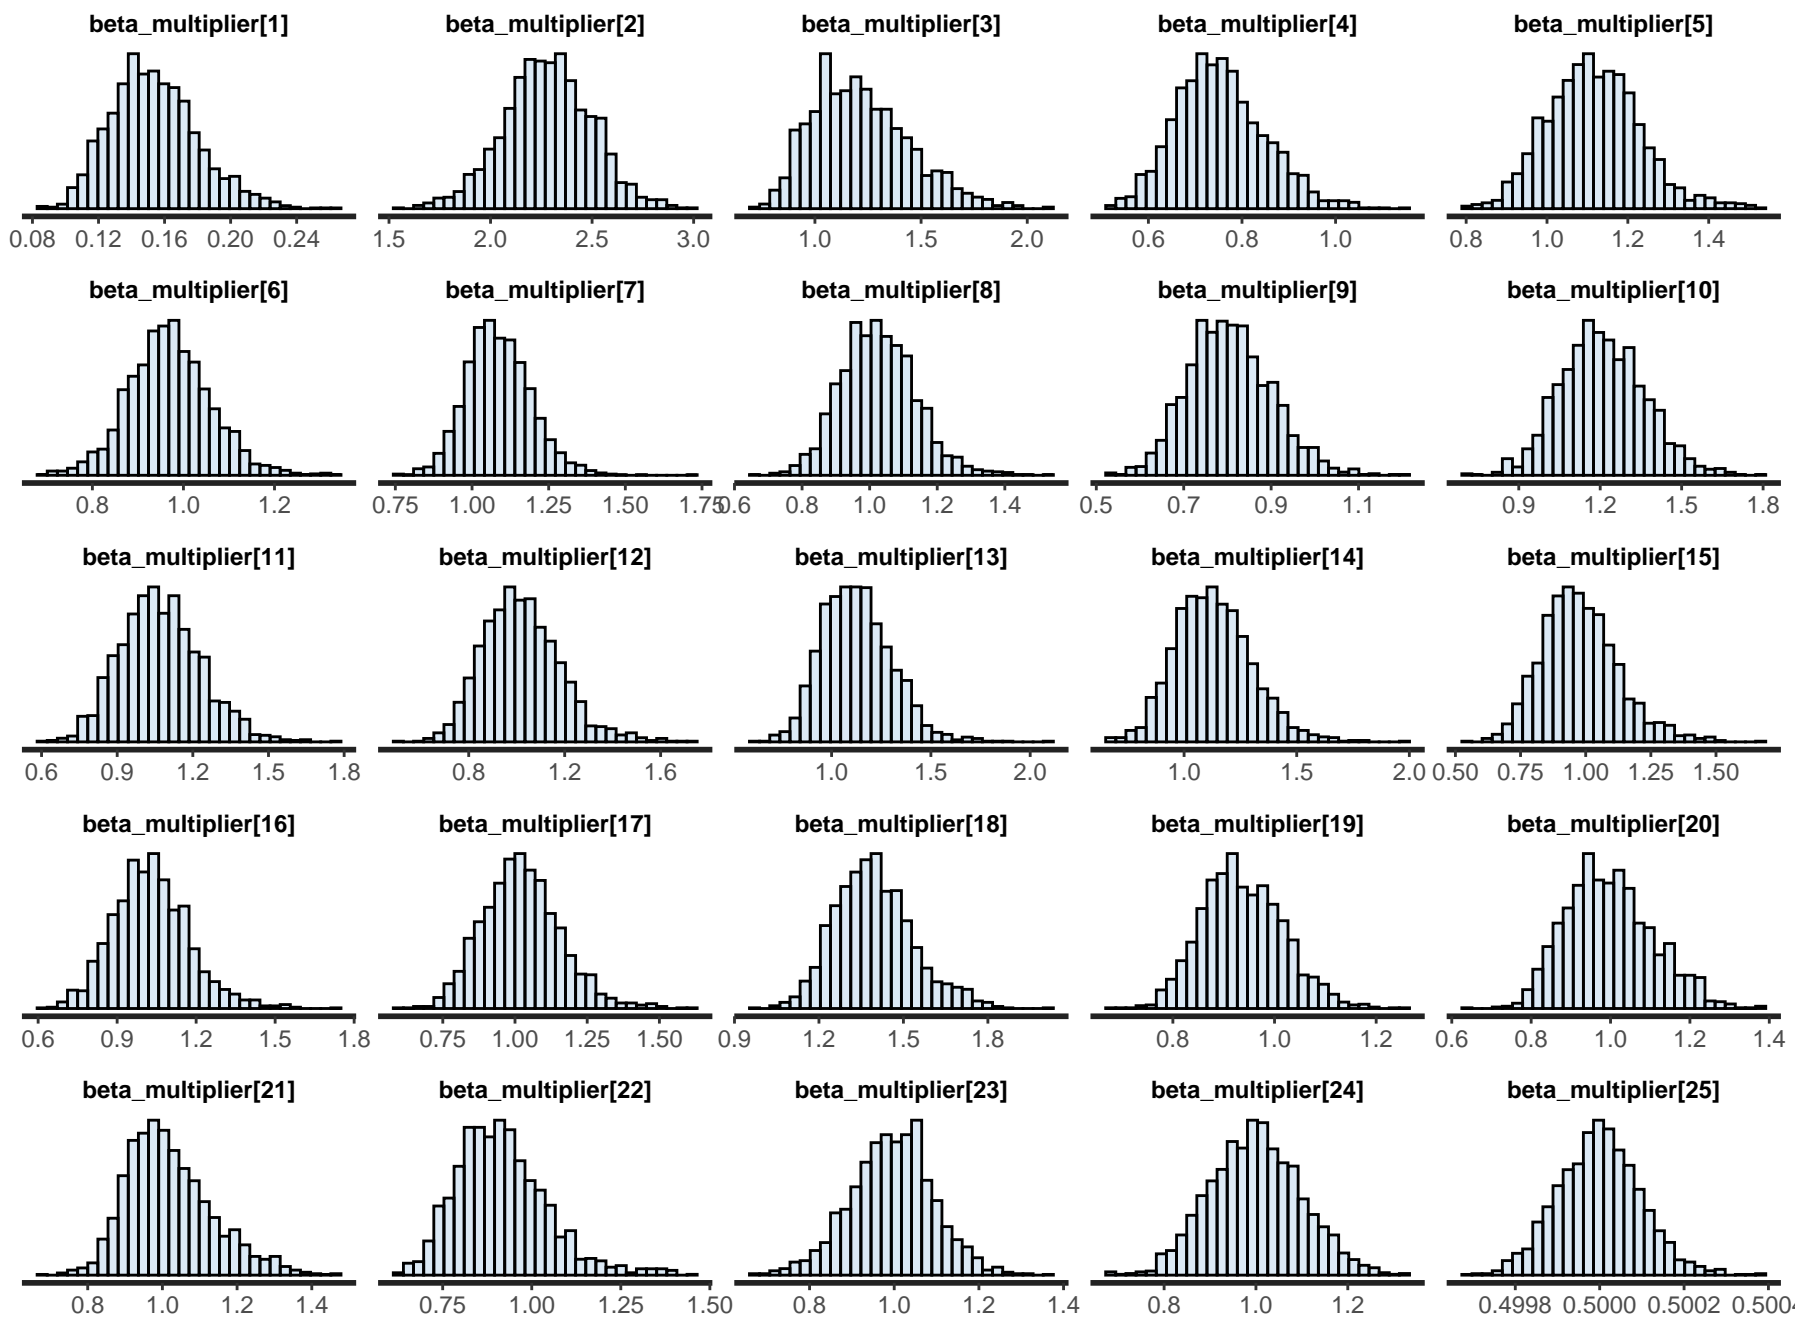 beta_multiplier[1] beta_multiplier[2] beta_multiplier[3] beta_multiplier[4] beta_multiplier[5]
0.08 0.12 0.16 0.20 0.24 1.5 2.0 2.5 3.0 1.0 1.5 2.0 0.6 0.8 1.0 0.8 1.0 1.2 1.4
beta_multiplier[6] beta_multiplier[7] beta_multiplier[8] beta_multiplier[9] beta_multiplier[10]
0.8 1.0 1.2 0.75 1.00 1.25 1.50 1.75 0.6 0.8 1.0 1.2 1.4 0.5 0.7 0.9 1.1 0.9 1.2 1.5 1.8
beta_multiplier[11] beta_multiplier[12] beta_multiplier[13] beta_multiplier[14] beta_multiplier[15]
0.6 0.9 1.2 1.5 1.8 0.8 1.2 1.6 1.0 1.5 2.0 1.0 1.5 2.0 0.50 0.75 1.00 1.25 1.50
beta_multiplier[16] beta_multiplier[17] beta_multiplier[18] beta_multiplier[19] beta_multiplier[20]
0.6 0.9 1.2 1.5 1.8 0.75 1.00 1.25 1.50 0.9 1.2 1.5 1.8 0.8 1.0 1.2 0.6 0.8 1.0 1.2 1.4
beta_multiplier[21] beta_multiplier[22] beta_multiplier[23] beta_multiplier[24] beta_multiplier[25]
0.8 1.0 1.2 1.4 0.75 1.00 1.25 1.50 0.8 1.0 1.2 1.4 0.8 1.0 1.2 0.4998 0.5000 0.5002 0.5004